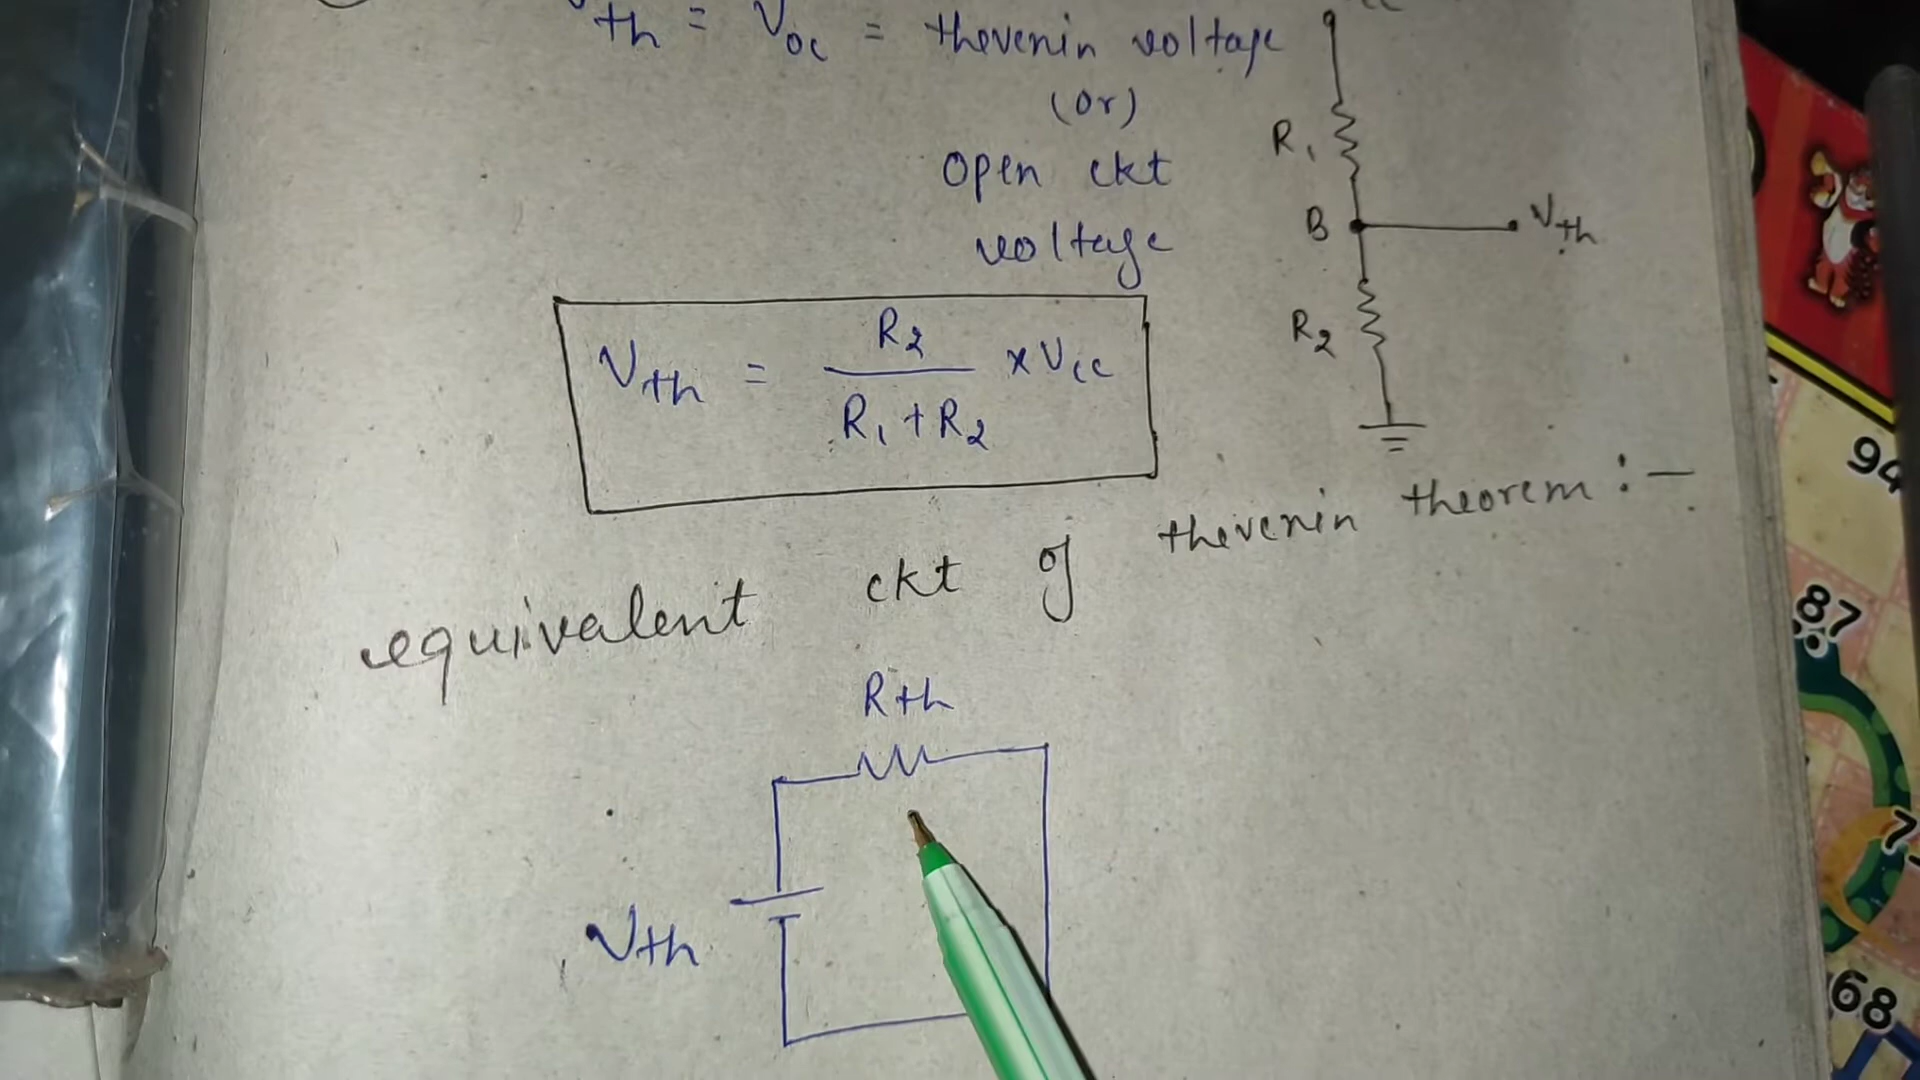 Vth = Voc = thevenin voltage
(or)
open ckt
voltage
R1
B
Vth
R2
Vth = R2 / R1 + R2 x Vcc
equivalent ckt of thevenin theorem :-
Rth
Vth
94
87
68